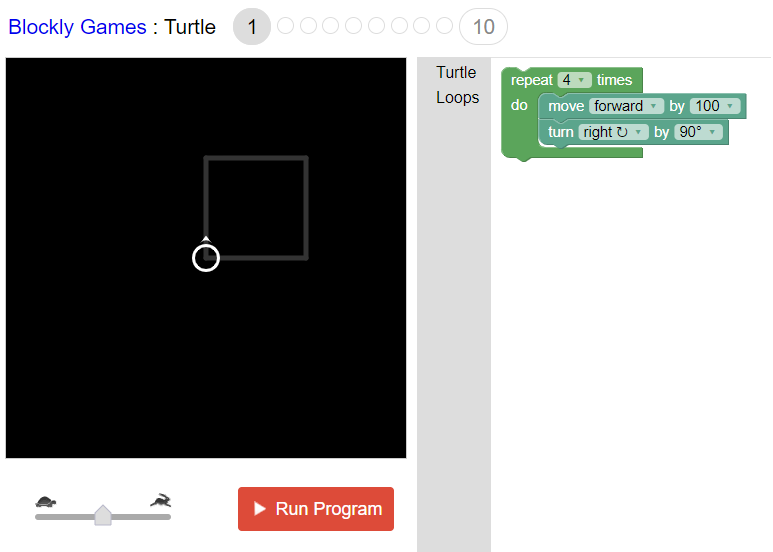 Blockly Games : Turtle 1 10
Turtle
Loops
repeat 4 times
do move forward by 100
turn right ↻ by 90°
Run Program